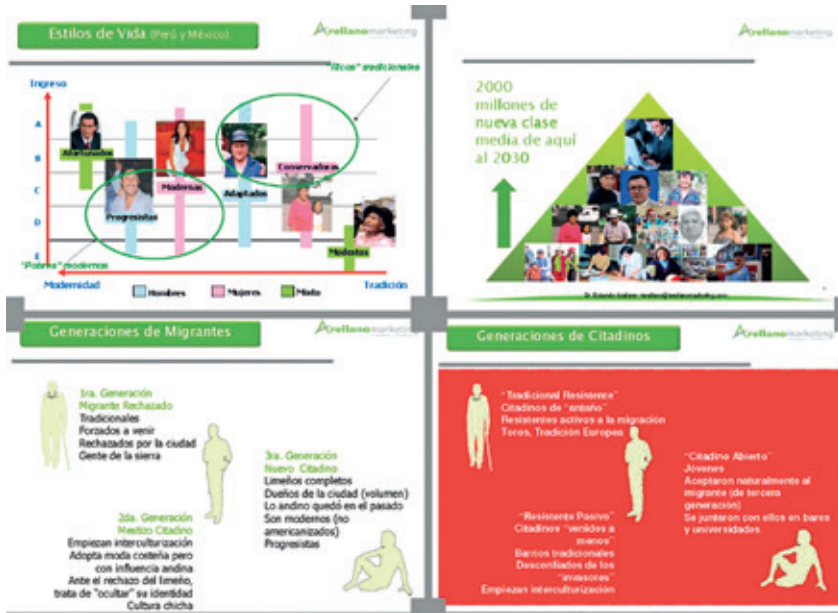 Estilos de Vida (Perú y México)
Arellano marketing
"Ricos" tradicionales
Ingreso
A
B
C
D
E
Afortunados
Progresistas
Modernas
Adaptados
Conservadoras
Modestos
"Pobres" modernos
Modernidad
Hombres
Mujeres
Mixto
Tradición
Arellano marketing
2000
millones de
nueva clase
media de aquí
al 2030
Generaciones de Migrantes
Arellano marketing
1ra. Generación
Migrante Rechazado
Tradicionales
Forzados a venir
Rechazados por la ciudad
Gente de la sierra
2da. Generación
Mestizo Citadino
Empiezan interculturización
Adopta moda costeña pero
con influencia andina
Ante el rechazo del limeño,
trata de "ocultar" su identidad
Cultura chicha
3ra. Generación
Nuevo Citadino
Limeños completos
Dueños de la ciudad (volumen)
Lo andino quedó en el pasado
Son modernos (no
americanizados)
Progresistas
Generaciones de Citadinos
Arellano marketing
"Tradicional Resistence"
Citadinos de "antaño"
Resistentes activos a la migración
Toros, Tradición Europea
"Resistente Pasivo"
Citadinos "venidos a
menos"
Barrios tradicionales
Desconfiados de los
"invasores"
Empiezan interculturización
"Citadino Abierto"
Jóvenes
Aceptaron naturalmente al
migrante (de tercera
generación)
Se juntaron con ellos en bares
y universidades.